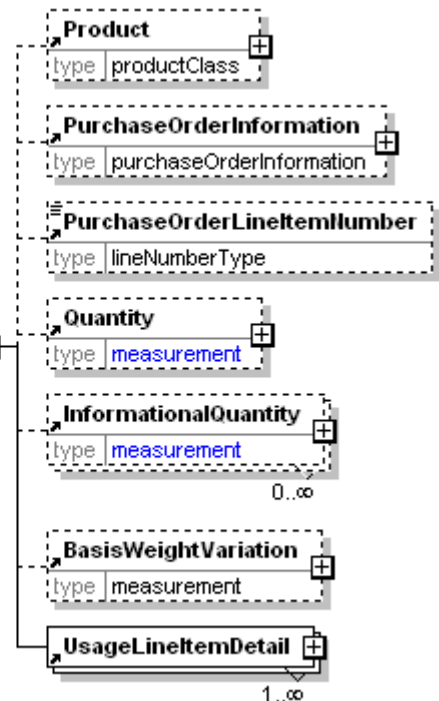 Product
type productClass
PurchaseOrderInformation
type purchaseOrderInformation
PurchaseOrderLineItemNumber
type lineNumberType
Quantity
type measurement
InformationalQuantity
type measurement
0..∞
BasisWeightVariation
type measurement
UsageLineItemDetail
1..∞